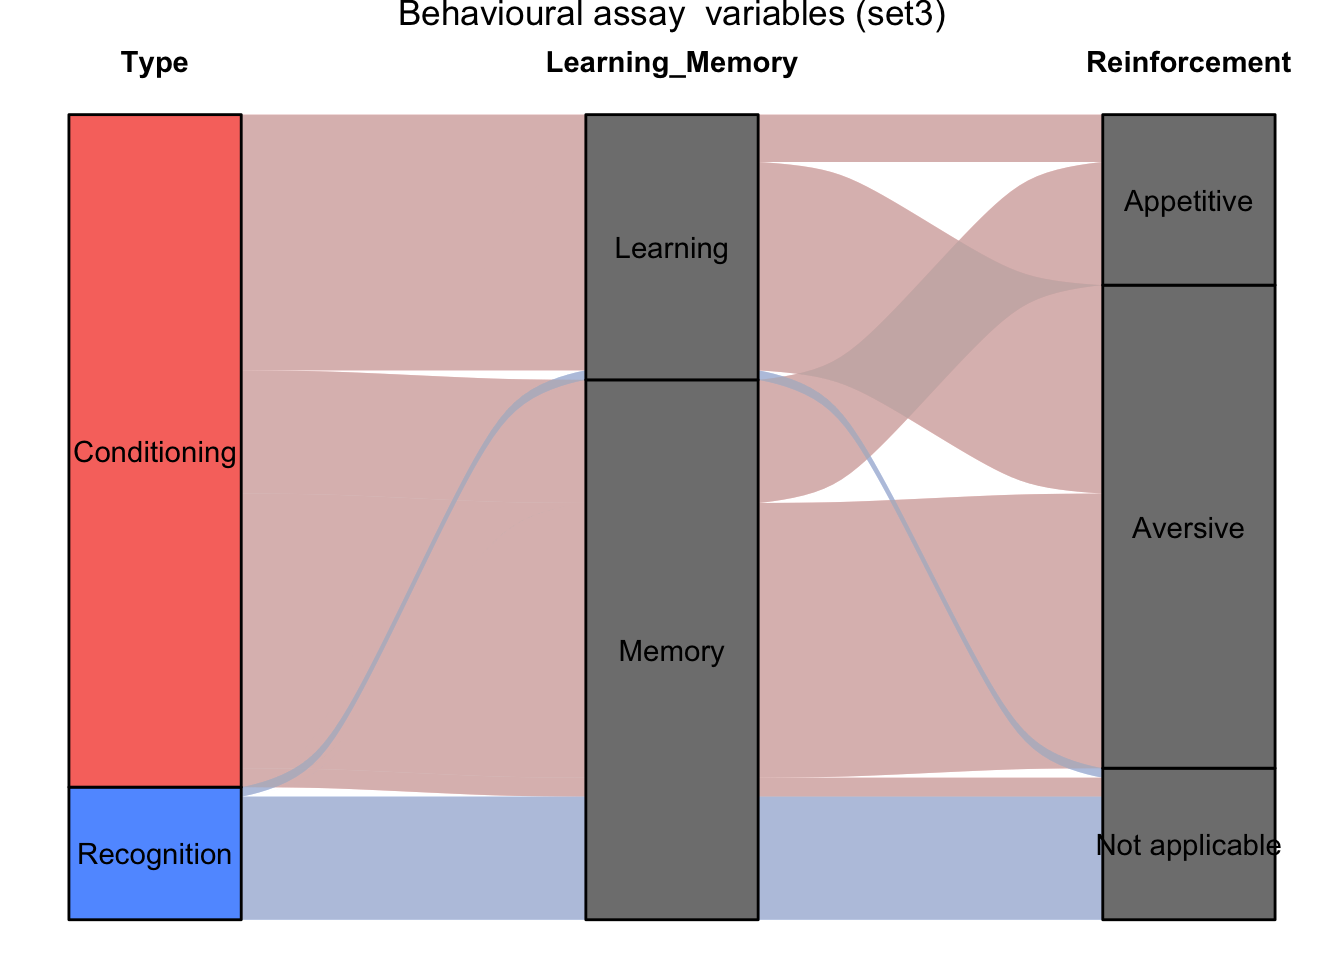 Behavioural assay  variables (set3)
Type
Learning_Memory
Reinforcement
Appetitive
Learning
Conditioning
Aversive
Memory
Recognition
Not applicable